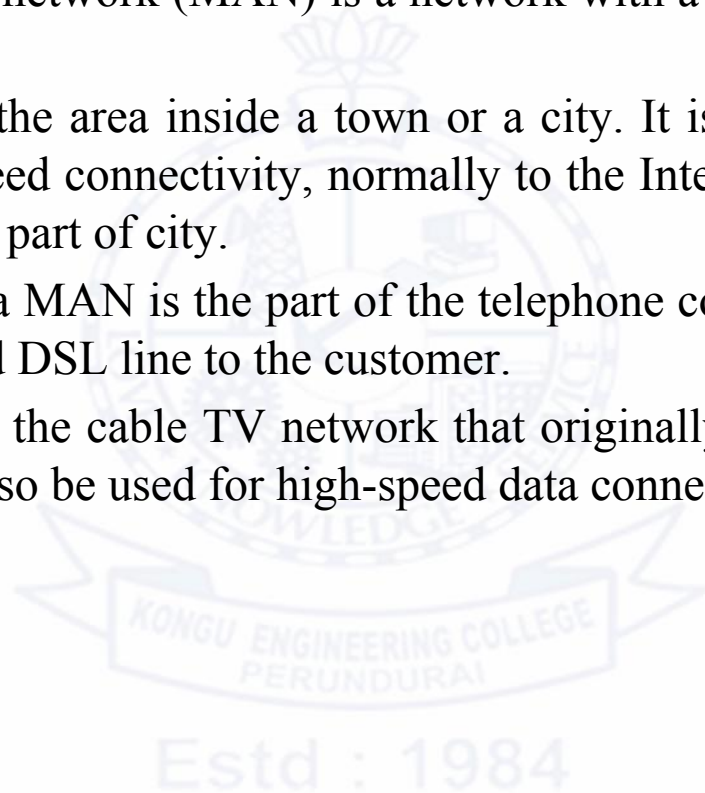 network (MAN) is a network with a
the area inside a town or a city. It is
eed connectivity, normally to the Inte
part of city.
a MAN is the part of the telephone co
d DSL line to the customer.
the cable TV network that originally
so be used for high-speed data conne
KNOWLEDGE
SERVICE
KONGU ENGINEERING COLLEGE
PERUNDURAI
Estd : 1984